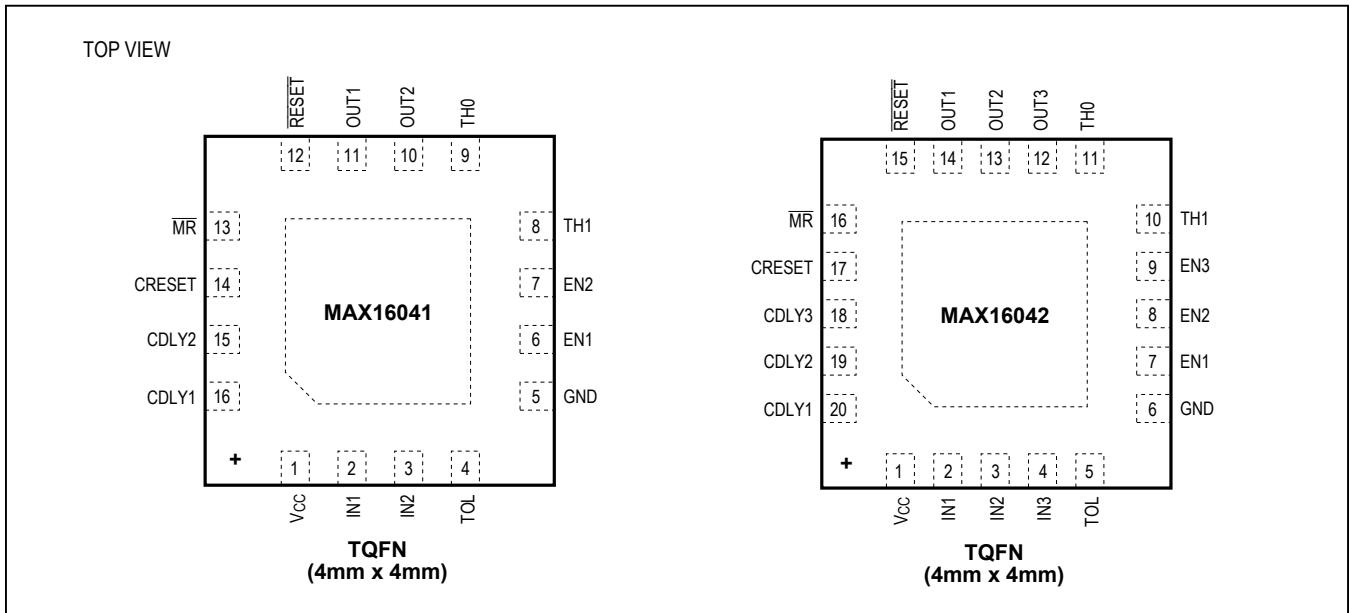 TOP VIEW
RESET
OUT1
OUT2
TH0
12
11
10
9
MR 13
CRESET 14
CDLY2 15
CDLY1 16
8 TH1
7 EN2
6 EN1
5 GND
MAX16041
+
1
2
3
4
VCC
IN1
IN2
TOL
TQFN
(4mm x 4mm)
RESET
OUT1
OUT2
OUT3
TH0
15
14
13
12
11
MR 16
CRESET 17
CDLY3 18
CDLY2 19
CDLY1 20
10 TH1
9 EN3
8 EN2
7 EN1
6 GND
MAX16042
+
1
2
3
4
5
VCC
IN1
IN2
IN3
TOL
TQFN
(4mm x 4mm)